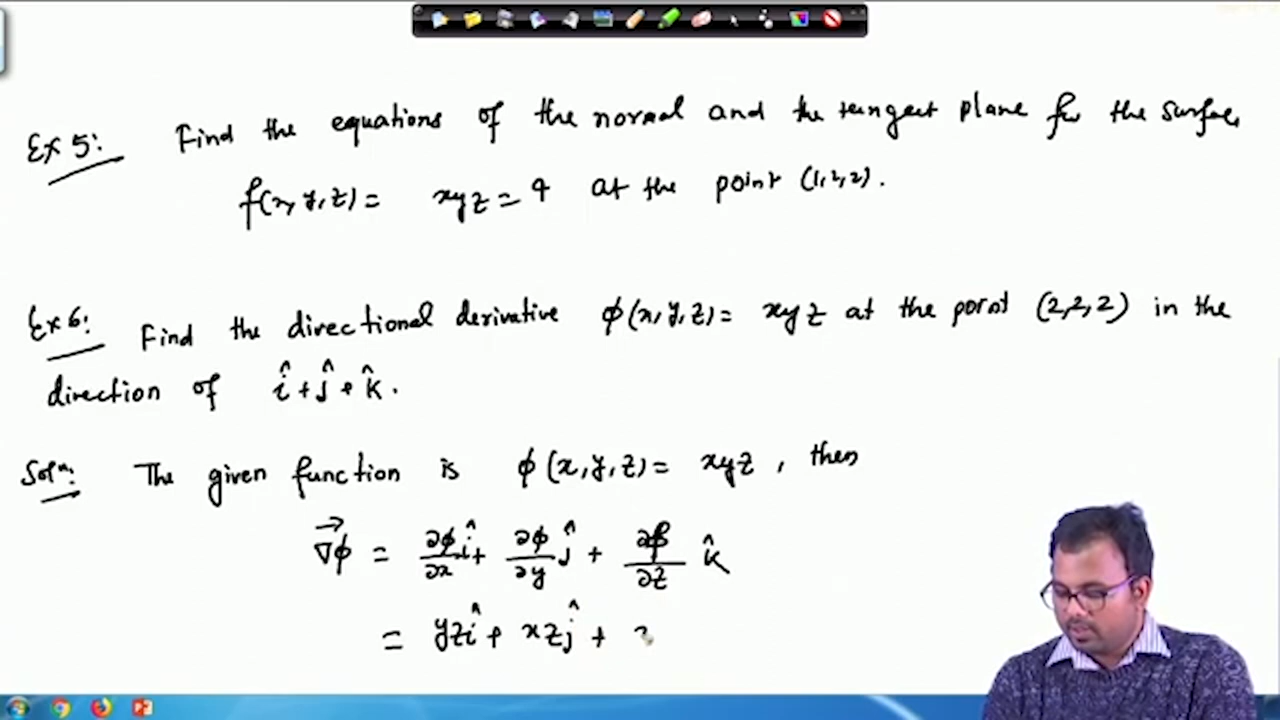 Ex 5: Find the equations of the normal and the tangent plane for the surface
f(x, y, z) = xyz = 4 at the point (1, 2, 2).
Ex 6: Find the directional derivative ϕ(x, y, z) = xyz at the point (2, 2, 2) in the
direction of î + ĵ + k̂.
Solⁿ: The given function is ϕ(x, y, z) = xyz, then
∇⃗ϕ = ∂ϕ/∂x î + ∂ϕ/∂y ĵ + ∂ϕ/∂z k̂
= yz î + xz ĵ +